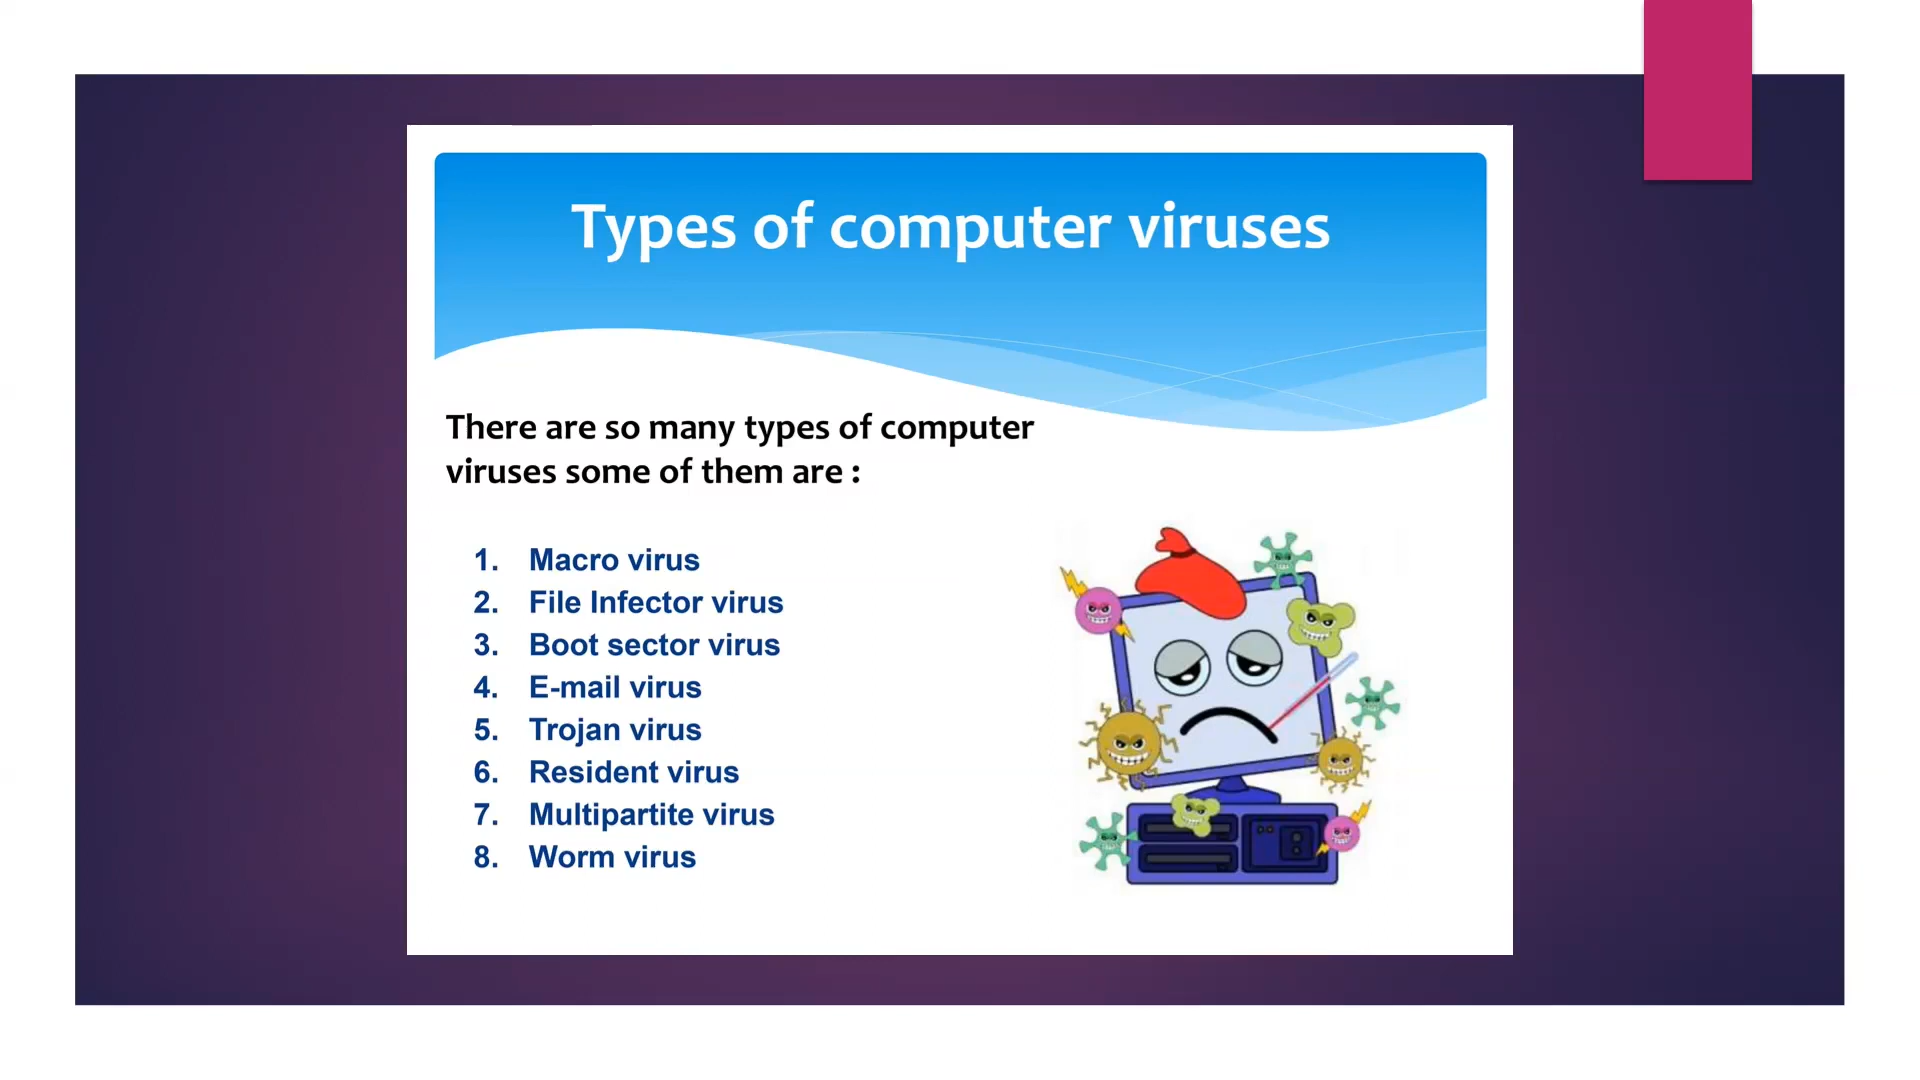 Types of computer viruses
There are so many types of computer
viruses some of them are :
1. Macro virus
2. File Infector virus
3. Boot sector virus
4. E-mail virus
5. Trojan virus
6. Resident virus
7. Multipartite virus
8. Worm virus